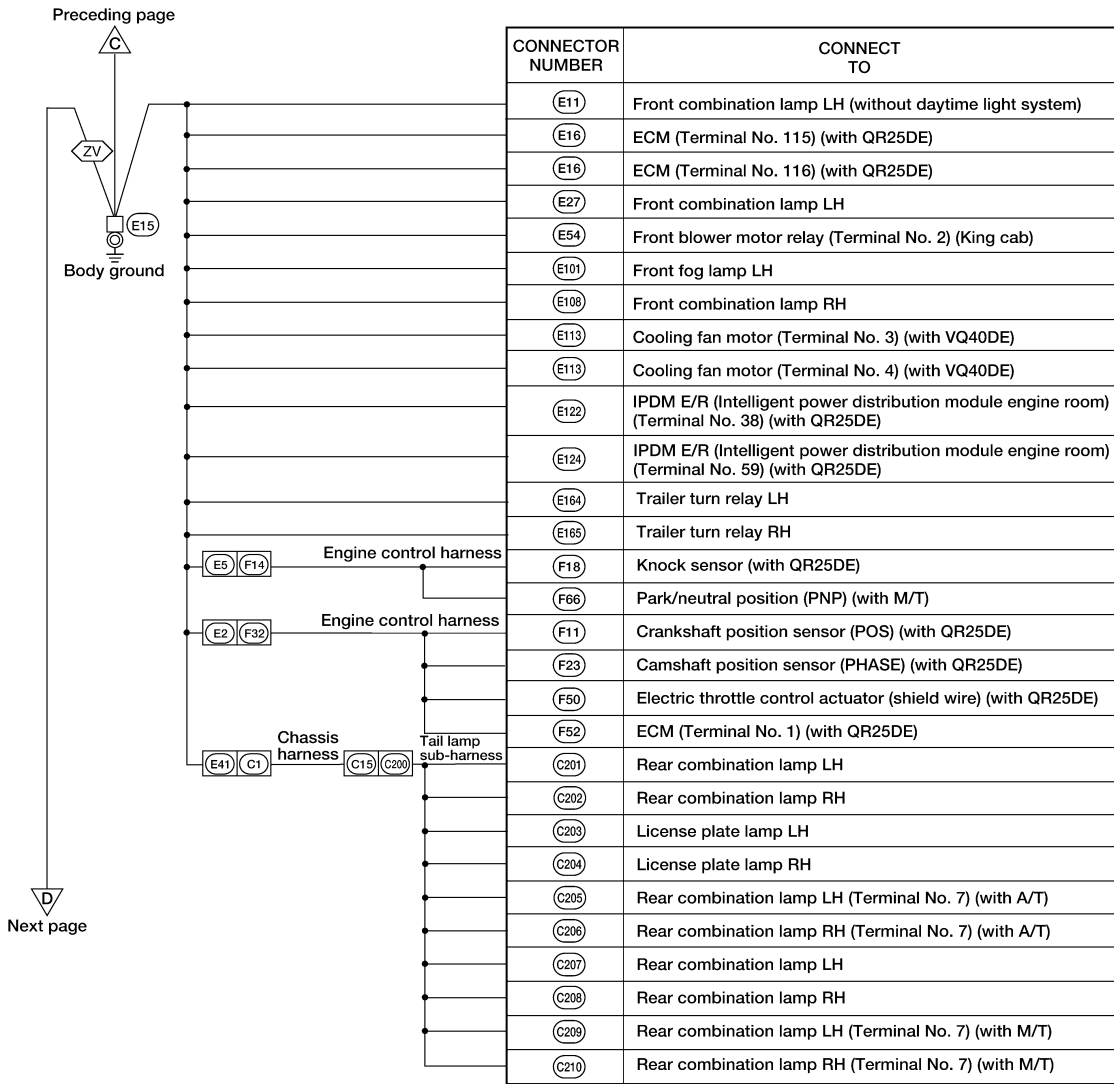 Preceding page
C
ZV
E15
Body ground
D
Next page
CONNECTOR NUMBER
CONNECT TO
E11 Front combination lamp LH (without daytime light system)
E16 ECM (Terminal No. 115) (with QR25DE)
E16 ECM (Terminal No. 116) (with QR25DE)
E27 Front combination lamp LH
E54 Front blower motor relay (Terminal No. 2) (King cab)
E101 Front fog lamp LH
E108 Front combination lamp RH
E113 Cooling fan motor (Terminal No. 3) (with VQ40DE)
E113 Cooling fan motor (Terminal No. 4) (with VQ40DE)
E122 IPDM E/R (Intelligent power distribution module engine room)
(Terminal No. 38) (with QR25DE)
E124 IPDM E/R (Intelligent power distribution module engine room)
(Terminal No. 59) (with QR25DE)
E164 Trailer turn relay LH
E165 Trailer turn relay RH
E5 F14 Engine control harness F18 Knock sensor (with QR25DE)
F66 Park/neutral position (PNP) (with M/T)
E2 F32 Engine control harness F11 Crankshaft position sensor (POS) (with QR25DE)
F23 Camshaft position sensor (PHASE) (with QR25DE)
F50 Electric throttle control actuator (shield wire) (with QR25DE)
F52 ECM (Terminal No. 1) (with QR25DE)
E41 C1 Chassis harness C15 C200 Tail lamp sub-harness C201 Rear combination lamp LH
C202 Rear combination lamp RH
C203 License plate lamp LH
C204 License plate lamp RH
C205 Rear combination lamp LH (Terminal No. 7) (with A/T)
C206 Rear combination lamp RH (Terminal No. 7) (with A/T)
C207 Rear combination lamp LH
C208 Rear combination lamp RH
C209 Rear combination lamp LH (Terminal No. 7) (with M/T)
C210 Rear combination lamp RH (Terminal No. 7) (with M/T)